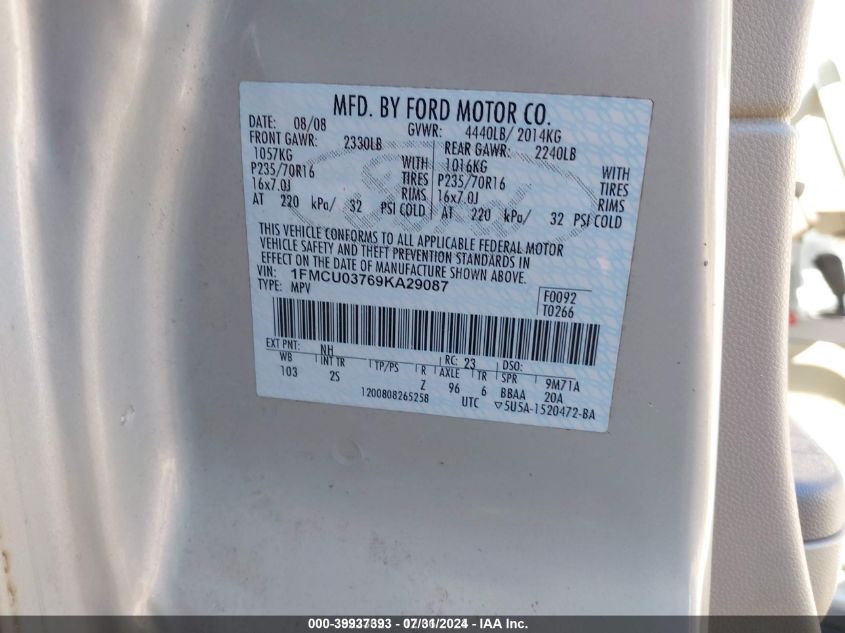 MFD. BY FORD MOTOR CO.
DATE: 08/08 GVWR: 4440LB/ 2014KG
FRONT GAWR: 2330LB REAR GAWR: 2240LB
1057KG WITH 1016KG WITH
P235/70R16 TIRES P235/70R16 TIRES
16x7.0J RIMS 16x7.0J RIMS
AT 220 kPa/ 32 PSI COLD AT 220 kPa/ 32 PSI COLD
THIS VEHICLE CONFORMS TO ALL APPLICABLE FEDERAL MOTOR
VEHICLE SAFETY AND THEFT PREVENTION STANDARDS IN
EFFECT ON THE DATE OF MANUFACTURE SHOWN ABOVE.
VIN: 1FMCU03769KA29087
TYPE: MPV
F0092
T0266
EXT PNT: NH RC: 23 DSO:
WB INT TR TP/PS R AXLE TR SPR 9M71A
103 2S Z 96 6 BBAA 20A
1200808265258 UTC ▽5U5A-1520472-BA
000-39937393 - 07/31/2024 - IAA Inc.